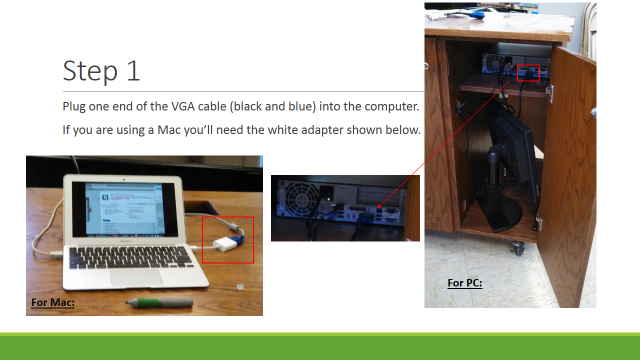 Step 1
Plug one end of the VGA cable (black and blue) into the computer.
If you are using a Mac you’ll need the white adapter shown below.
For Mac:
For PC: